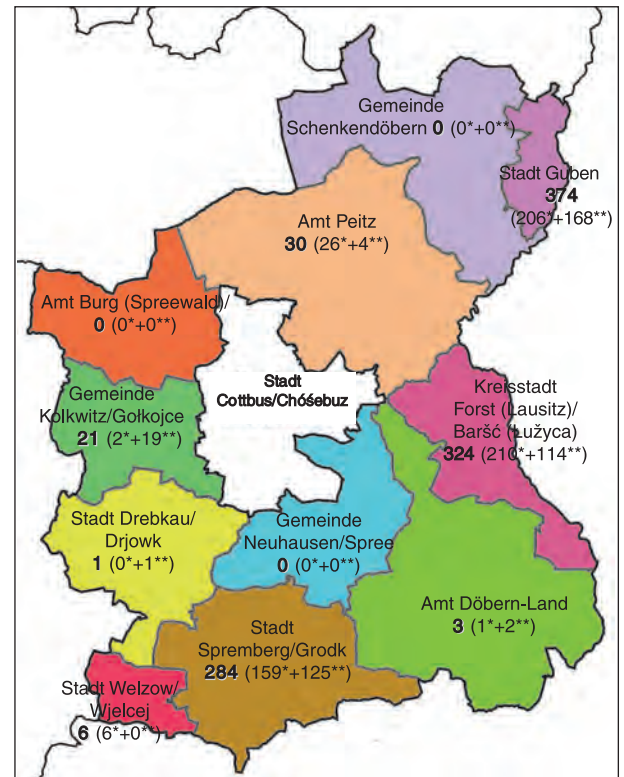 Gemeinde
Schenkendöbern 0 (0*+0**)
Stadt Guben
374
(206*+168**)
Amt Peitz
30 (26*+4**)
Amt Burg (Spreewald)/
0 (0*+0**)
Stadt
Cottbus/Chóśebuz
Gemeinde
Kolkwitz/Gołkojce
21 (2*+19**)
Kreisstadt
Forst (Lausitz)/
Baršć (Łužyca)
324 (210*+114**)
Stadt Drebkau/
Drjowk
1 (0*+1**)
Gemeinde
Neuhausen/Spree
0 (0*+0**)
Amt Döbern-Land
3 (1*+2**)
Stadt
Spremberg/Grodk
284 (159*+125**)
Stadt Welzow/
Wjelcej
6 (6*+0**)